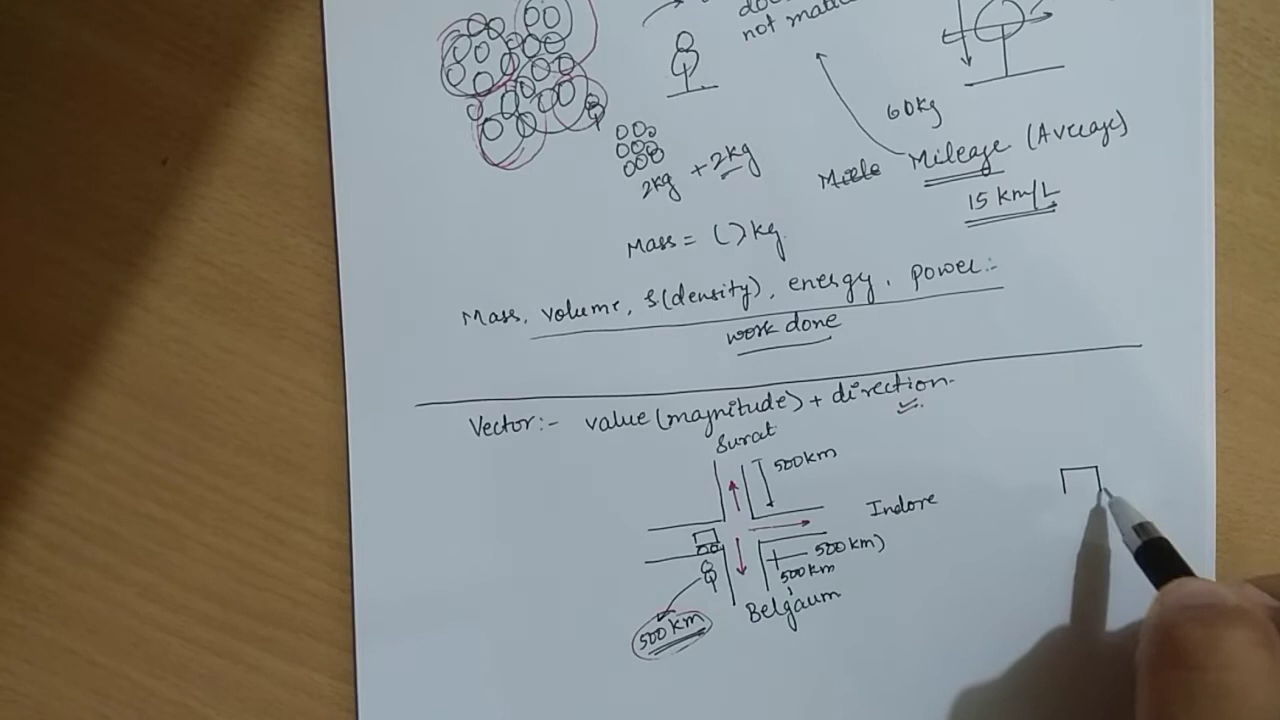 not
60kg
Mileage (Average)
15 km/L
2kg + 2kg
Mass = ( ) kg.
Mass, volume, ρ(density), energy, power:-
work done
Vector:- value (magnitude) + direction-
Surat
500km
Indore
500km)
500km
Belgaum
500km